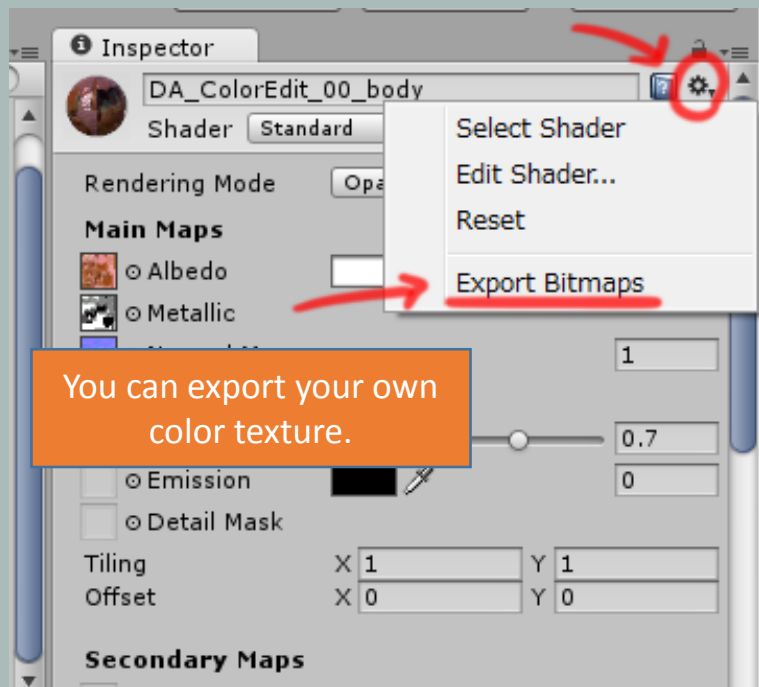 Inspector
DA_ColorEdit_00_body
Shader Standard
Select Shader
Edit Shader...
Reset
Export Bitmaps
Rendering Mode
Main Maps
Albedo
Metallic
1
You can export your own
color texture.
0.7
Emission 0
Detail Mask
Tiling X 1 Y 1
Offset X 0 Y 0
Secondary Maps